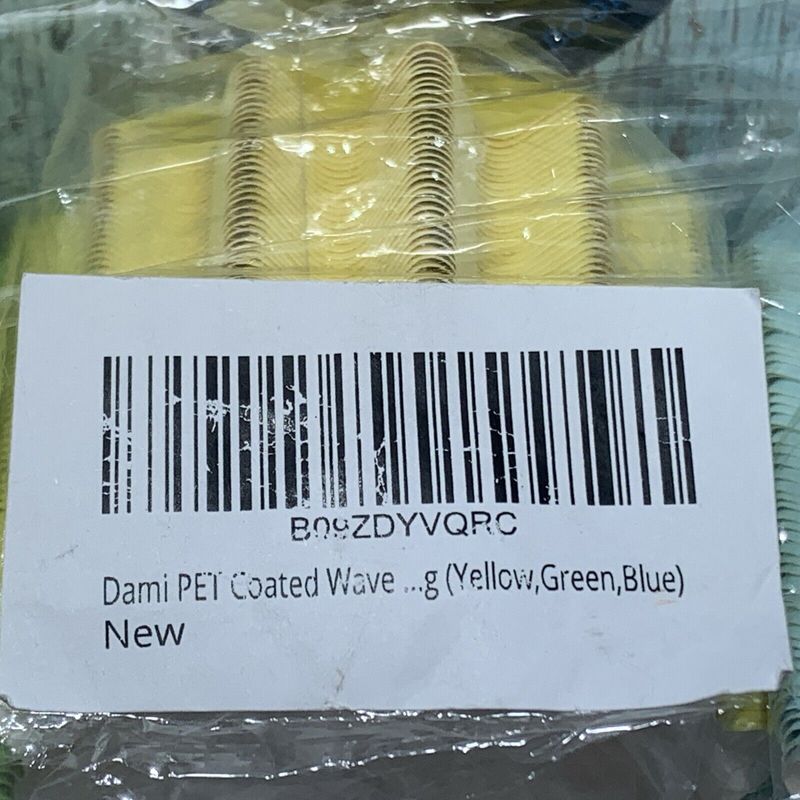 B09ZDYVQRC
Dami PET Coated Wave ...g (Yellow,Green,Blue)
New